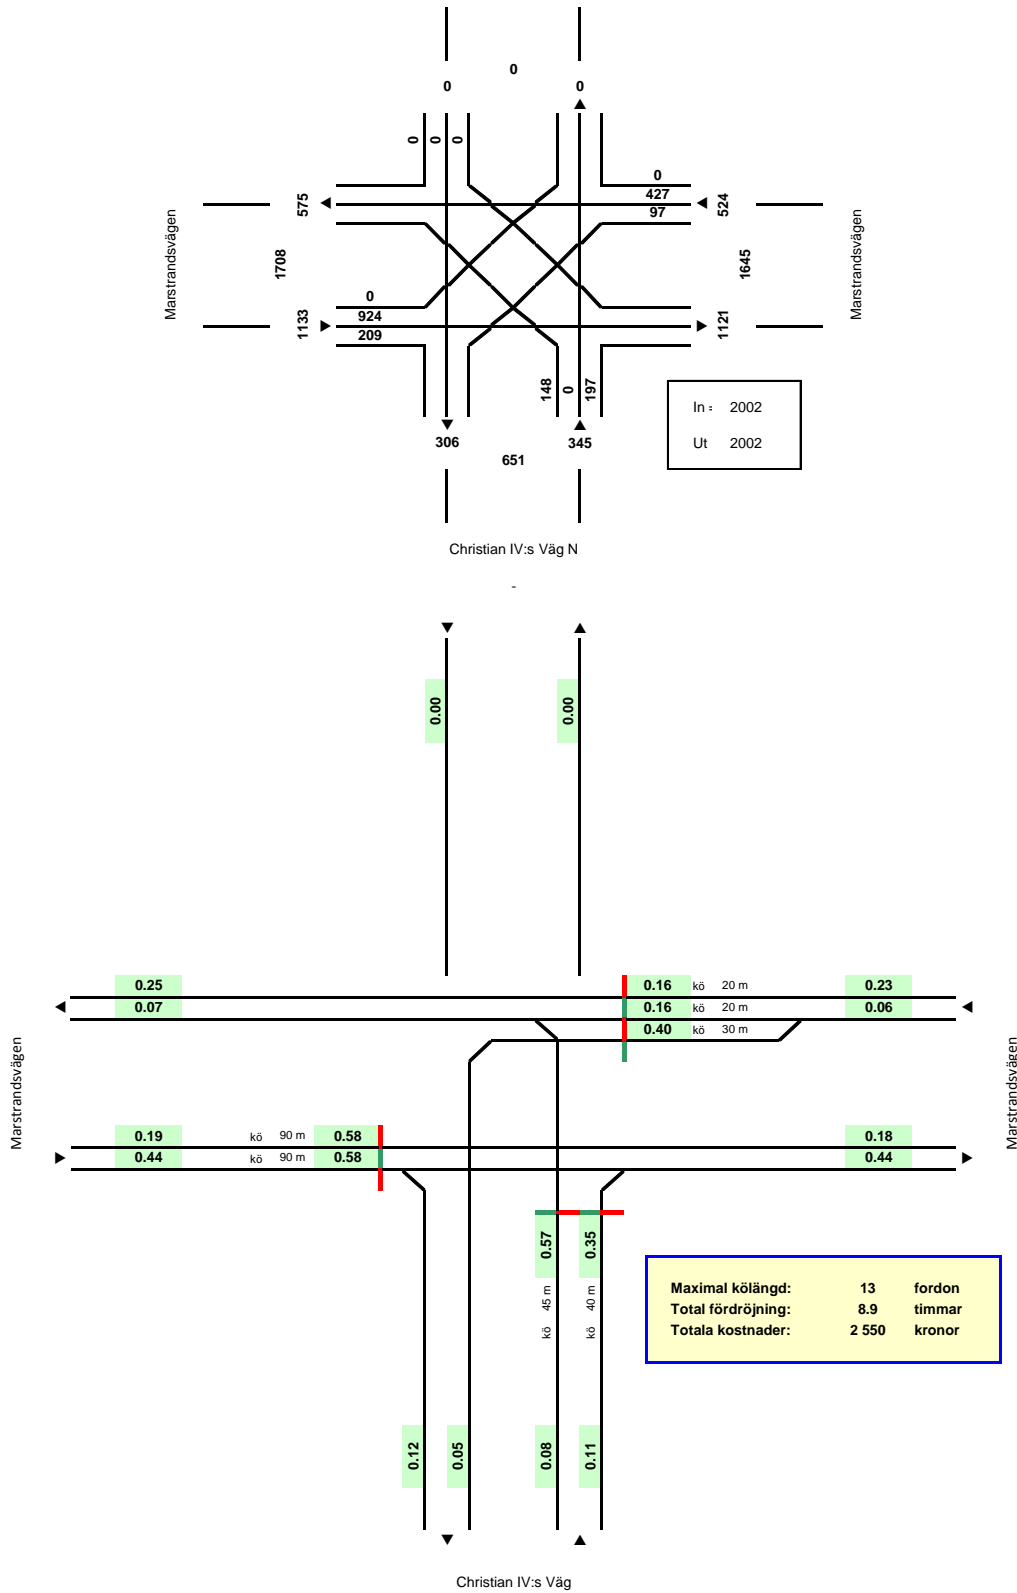 0
0 0
0 0 0
0
427
97
575
524
Marstrandsvägen
1708
1645
Marstrandsvägen
0
924
209
1133
1121
148 0 197
In = 2002
Ut 2002
306 345
651
Christian IV:s Väg N
-
0.00 0.00
0.25 0.16 kö 20 m 0.23
0.07 0.16 kö 20 m 0.06
0.40 kö 30 m
Marstrandsvägen
Marstrandsvägen
0.19 kö 90 m 0.58 0.18
0.44 kö 90 m 0.58 0.44
0.57 0.35
kö 45 m kö 40 m
Maximal kölängd: 13 fordon
Total fördröjning: 8.9 timmar
Totala kostnader: 2 550 kronor
0.12 0.05 0.08 0.11
Christian IV:s Väg